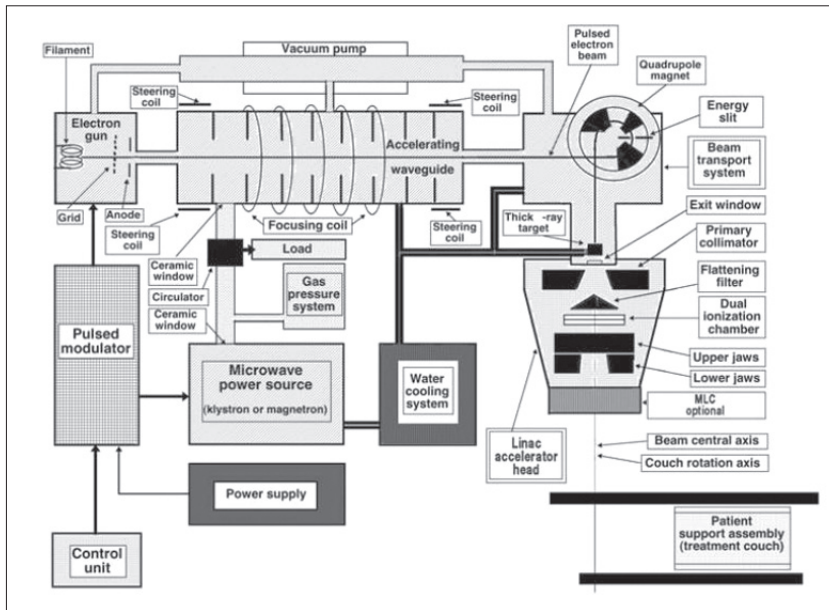 Vacuum pump
Filament
Electron
gun
Grid
Anode
Steering
coil
Steering
coil
Steering
coil
Steering
coil
Accelerating
waveguide
Focusing coil
Pulsed
electron
beam
Quadrupole
magnet
Energy
slit
Beam
transport
system
Exit window
Thick -ray
target
Primary
collimator
Flattening
filter
Dual
ionization
chamber
Upper jaws
Lower jaws
MLC
optional
Linac
accelerator
head
Beam central axis
Couch rotation axis
Ceramic
window
Circulator
Load
Gas
pressure
system
Ceramic
window
Pulsed
modulator
Microwave
power source
(klystron or magnetron)
Water
cooling
system
Power supply
Control
unit
Patient
support assembly
(treatment couch)